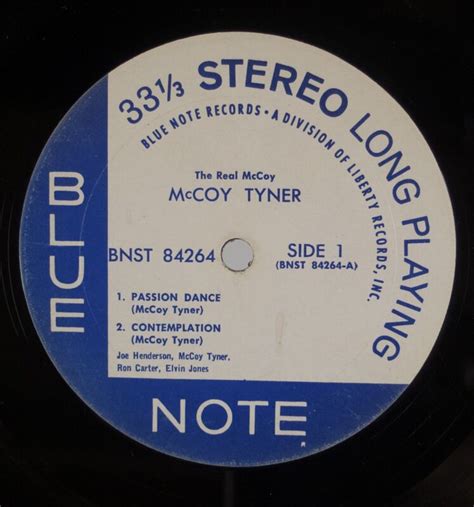 33⅓ STEREO LONG PLAYING
BLUE NOTE RECORDS • A DIVISION OF LIBERTY RECORDS, INC.
The Real McCoy
McCOY TYNER
BNST 84264
SIDE 1
(BNST 84264-A)
1. PASSION DANCE
(McCoy Tyner)
2. CONTEMPLATION
(McCoy Tyner)
Joe Henderson, McCoy Tyner,
Ron Carter, Elvin Jones
BLUE
NOTE